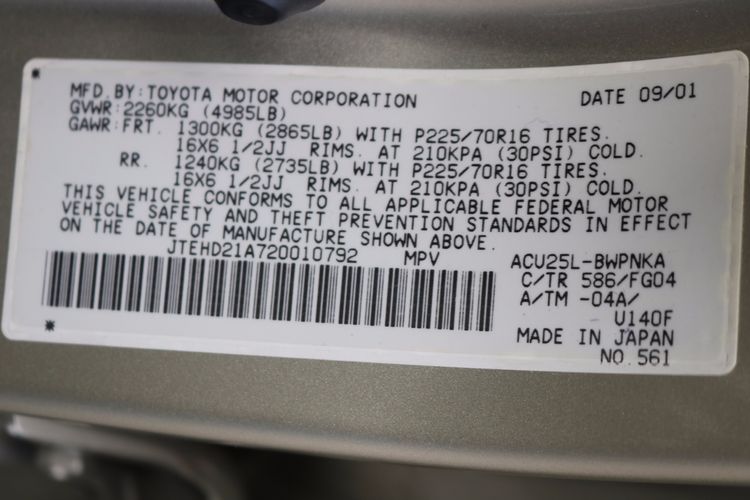 MFD. BY: TOYOTA MOTOR CORPORATION DATE 09/01
GVWR: 2260KG (4985LB)
GAWR: FRT. 1300KG (2865LB) WITH P225/70R16 TIRES.
16X6 1/2JJ RIMS. AT 210KPA (30PSI) COLD.
RR. 1240KG (2735LB) WITH P225/70R16 TIRES.
16X6 1/2JJ RIMS. AT 210KPA (30PSI) COLD.
THIS VEHICLE CONFORMS TO ALL APPLICABLE FEDERAL MOTOR
VEHICLE SAFETY AND THEFT PREVENTION STANDARDS IN EFFECT
ON THE DATE OF MANUFACTURE SHOWN ABOVE.
JTEHD21A720010792 MPV ACU25L-BWPNKA
C/TR 586/FG04
A/TM -04A/
U140F
MADE IN JAPAN
NO. 561